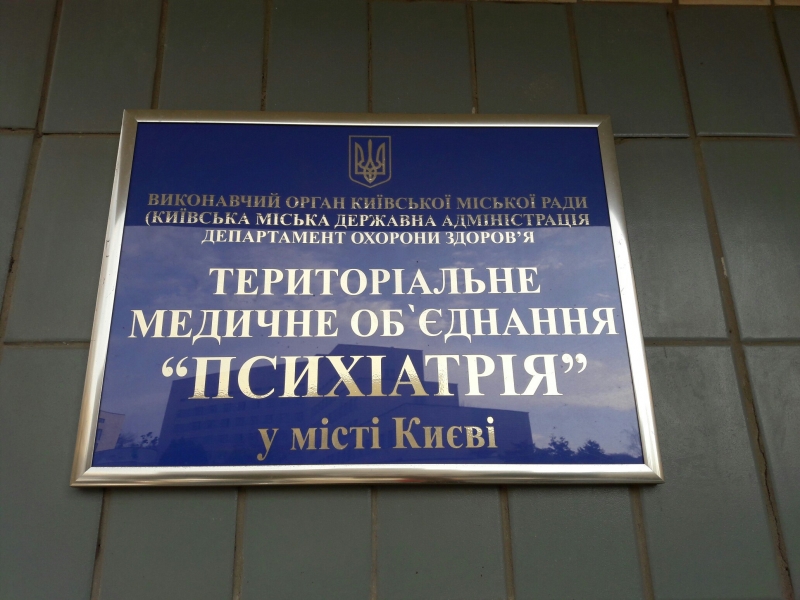 ВИКОНАВЧИЙ ОРГАН КИЇВСЬКОЇ МІСЬКОЇ РАДИ
(КИЇВСЬКА МІСЬКА ДЕРЖАВНА АДМІНІСТРАЦІЯ
ДЕПАРТАМЕНТ ОХОРОНИ ЗДОРОВ'Я
ТЕРИТОРІАЛЬНЕ
МЕДИЧНЕ ОБ`ЄДНАННЯ
“ПСИХІАТРІЯ”
у місті Києві